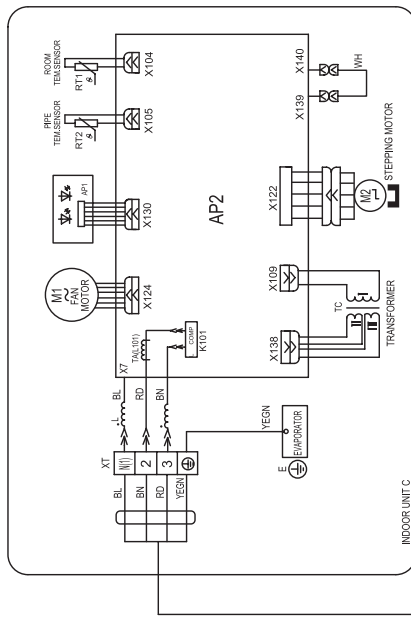 ROOM
TEM.SENSOR
RT1
X104
PIPE
TEM.SENSOR
RT2
X105
AP1
X130
M1
FAN
MOTOR
X124
AP2
X140
X139
WH
X122
M2
STEPPING MOTOR
X109
X138
TC
TRANSFORMER
X7
TA(L101)
COMP
K101
BL
RD
BN
L
XT
N(1)
2
3
BL
BN
RD
YEGN
YEGN
EVAPORATOR
E
INDOOR UNIT C